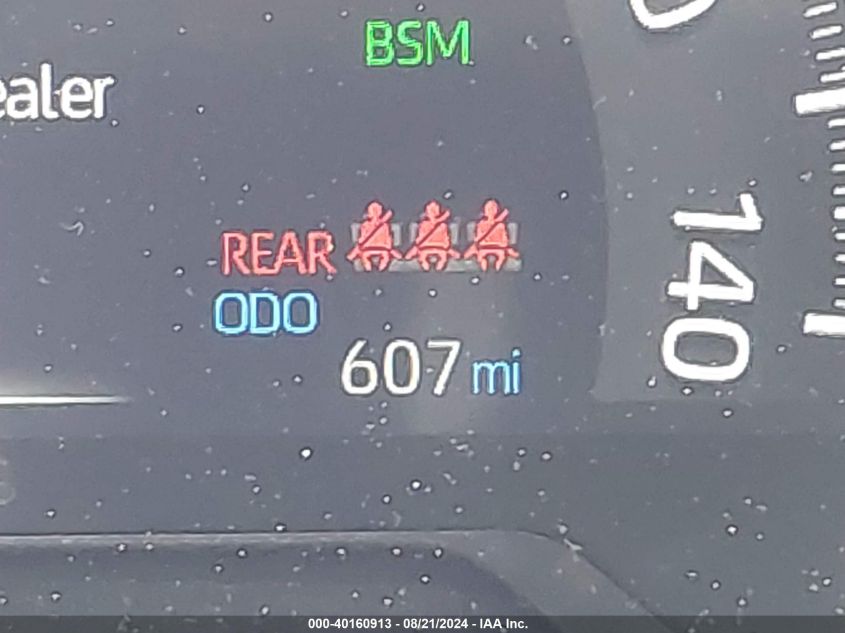 BSM
ealer
REAR
ODO
607 mi
140
000-40160913 - 08/21/2024 - IAA Inc.